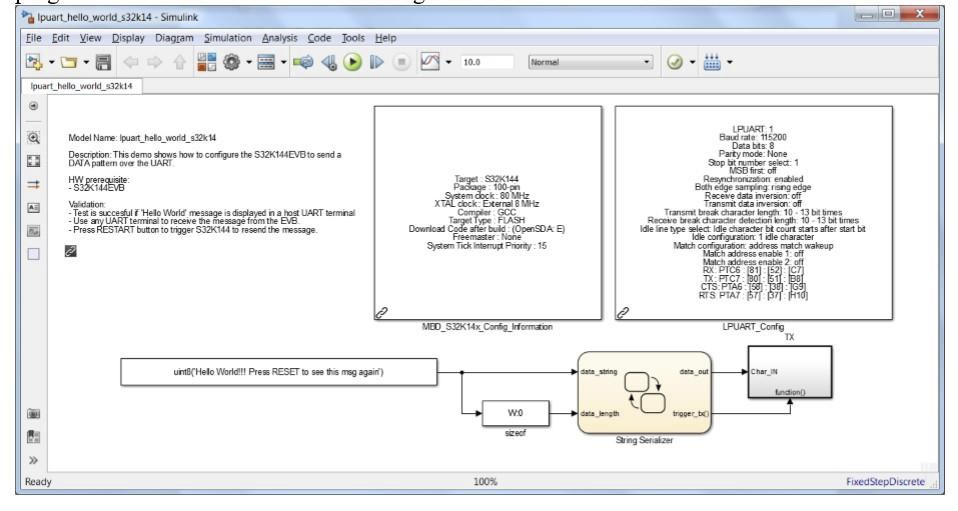 lpuart_hello_world_s32k14 - Simulink
File Edit View Display Diagram Simulation Analysis Code Tools Help
10.0 Normal
lpuart_hello_world_s32k14
Model Name: lpuart_hello_world_s32k14
Description: This demo shows how to configure the S32K144EVB to send a
DATA pattern over the UART.
HW prerequisite:
- S32K144EVB
Validation:
- Test is succesful if 'Hello World' message is displayed in a host UART terminal
- Use any UART terminal to receive the message from the EVB.
- Press RESTART button to trigger S32K144 to resend the message.
Target : S32K144
Package : 100-pin
System clock : 80 MHz
XTAL clock : External 8 MHz
Compiler : GCC
Target Type : FLASH
Download Code after build : (OpenSDA: E)
Freemaster : None
System Tick Interrupt Priority : 15
MBD_S32K14x_Config_Information
LPUART: 1
Baud rate: 115200
Data bits: 8
Parity mode: None
Stop bit number select: 1
MSB first: off
Resynchronization: enabled
Both edge sampling: rising edge
Receive data inversion: off
Transmit data inversion: off
Transmit break character length: 10 - 13 bit times
Receive break character detection length: 10 - 13 bit times
Idle line type select: Idle character bit count starts after start bit
Idle configuration: 1 idle character
Match configuration: address match wakeup
Match address enable 1: off
Match address enable 2: off
RX: PTC6 : [81] : [52] : [C7]
TX: PTC7 : [80] : [51] : [B8]
CTS: PTA6 : [58] : [38] : [G9]
RTS: PTA7 : [57] : [37] : [H10]
LPUART_Config
TX
uint8('Hello World!!! Press RESET to see this msg again')
data_string data_out
Char_IN
function()
W:0
data_length trigger_tx()
sizeof
String Serializer
Ready 100% FixedStepDiscrete